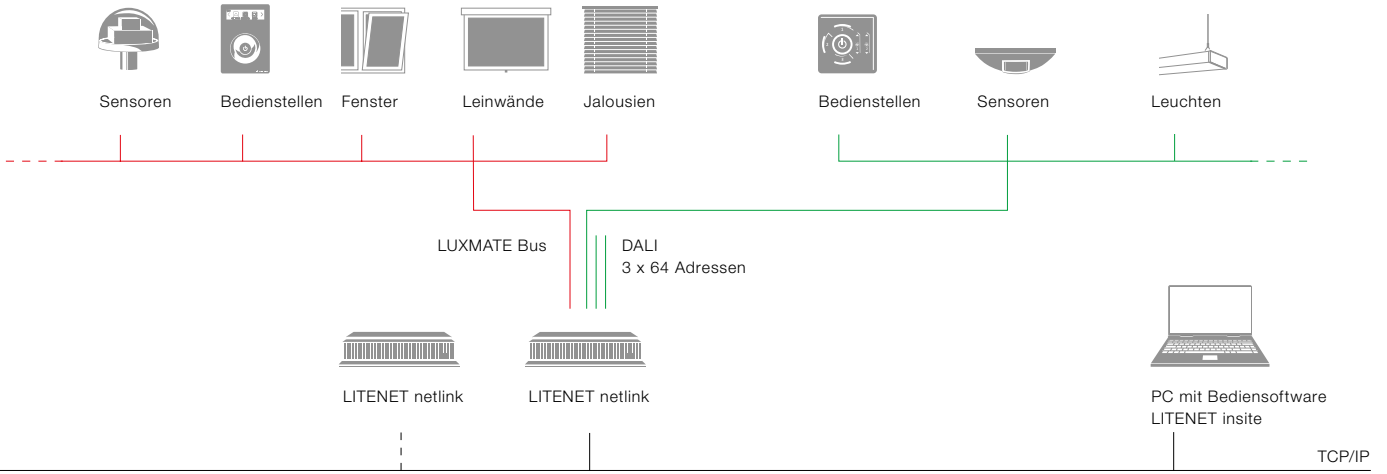 Sensoren
Bedienstellen
Fenster
Leinwände
Jalousien
Bedienstellen
Sensoren
Leuchten
LUXMATE Bus
DALI
3 x 64 Adressen
LITENET netlink
LITENET netlink
PC mit Bediensoftware
LITENET insite
TCP/IP